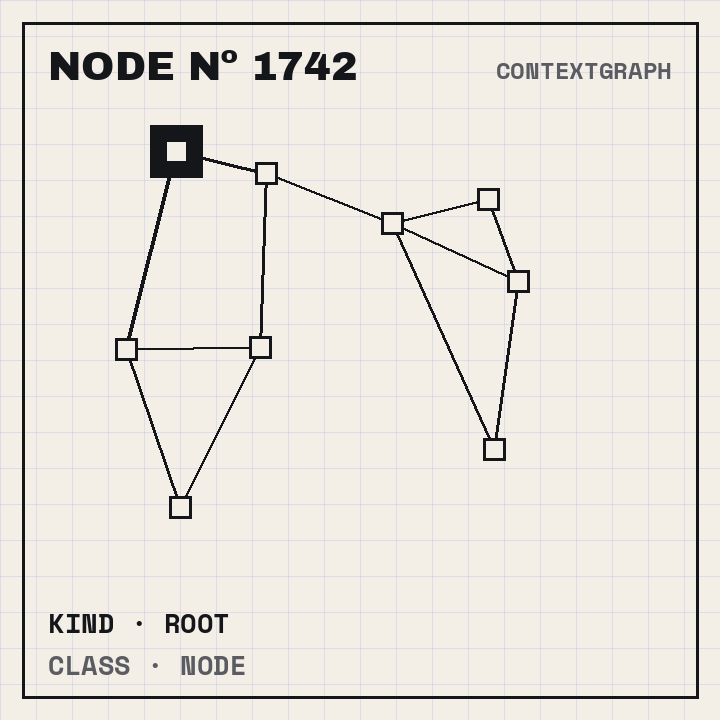 NODE Nº 1742
CONTEXTGRAPH
KIND · ROOT
CLASS · NODE